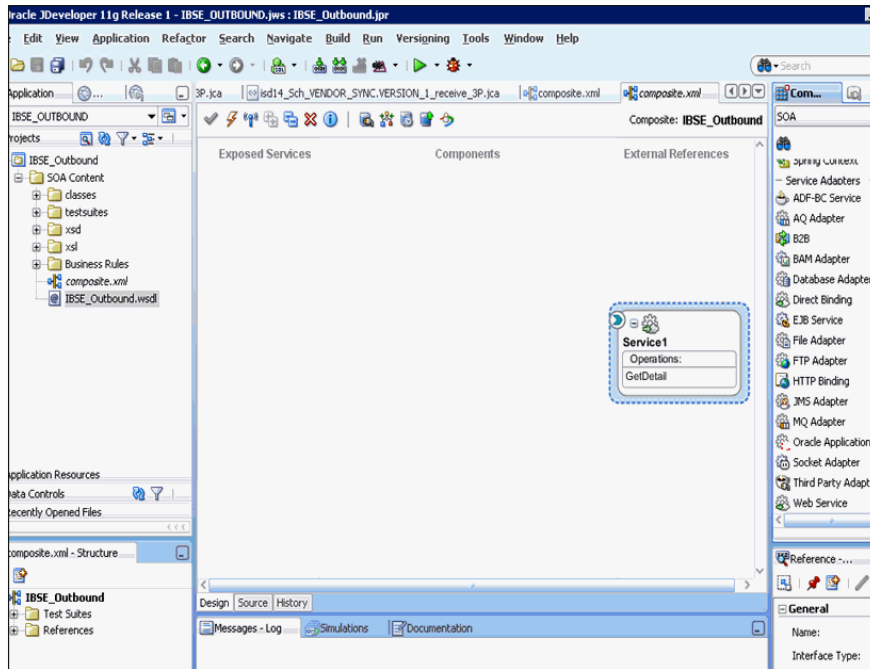 Oracle JDeveloper 11g Release 1 - IBSE_OUTBOUND.jws : IBSE_Outbound.jpr
Edit View Application Refactor Search Navigate Build Run Versioning Tools Window Help
Search
Application
3P.jca
isd14_Sch_VENDOR_SYNC.VERSION_1_receive_3P.jca
composite.xml
composite.xml
Com...
IBSE_OUTBOUND
Composite: IBSE_Outbound
SOA
Projects
IBSE_Outbound
SOA Content
classes
testsuites
xsd
xsl
Business Rules
composite.xml
IBSE_Outbound.wsdl
Application Resources
Data Controls
Recently Opened Files
composite.xml - Structure
IBSE_Outbound
Test Suites
References
Exposed Services
Components
External References
Service1
Operations:
GetDetail
Design Source History
Messages - Log
Simulations
Documentation
Spring Context
Service Adapters
ADF-BC Service
AQ Adapter
B2B
BAM Adapter
Database Adapter
Direct Binding
EJB Service
File Adapter
FTP Adapter
HTTP Binding
JMS Adapter
MQ Adapter
Oracle Application
Socket Adapter
Third Party Adapt
Web Service
Reference -...
General
Name:
Interface Type: